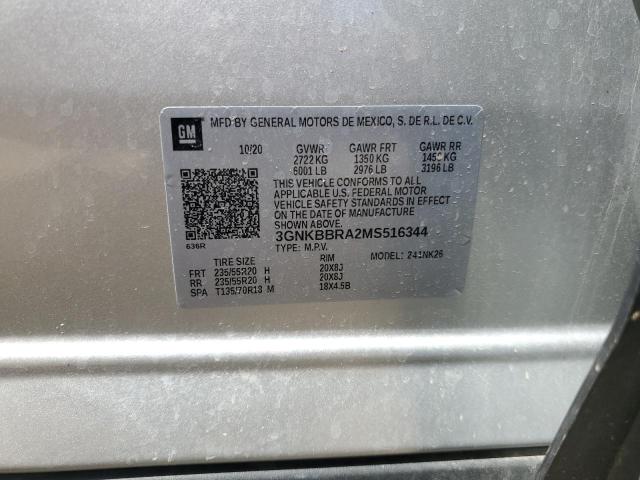 GM
MFD BY GENERAL MOTORS DE MEXICO, S. DE R.L. DE C.V.
10/20 GVWR GAWR FRT GAWR RR
2722 KG 1350 KG 1450 KG
6001 LB 2976 LB 3196 LB
THIS VEHICLE CONFORMS TO ALL
APPLICABLE U.S. FEDERAL MOTOR
VEHICLE SAFETY STANDARDS IN EFFECT
ON THE DATE OF MANUFACTURE SHOWN ABOVE.
3GNKBBRA2MS516344
636R
TYPE: M.P.V. MODEL: 241NK26
TIRE SIZE RIM
FRT 235/55R20 H 20X8J
RR 235/55R20 H 20X8J
SPA T135/70R18 M 18X4.5B